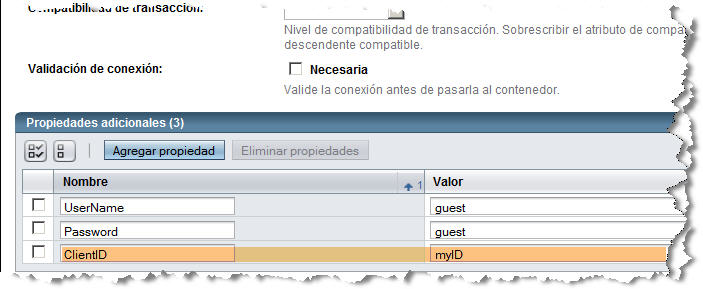 Compatibilidad de transacción:
Nivel de compatibilidad de transacción. Sobrescribir el atributo de compa
descendente compatible.
Validación de conexión:
Necesaria
Valide la conexión antes de pasarla al contenedor.
Propiedades adicionales (3)
Agregar propiedad
Eliminar propiedades
Nombre
1
Valor
UserName
guest
Password
guest
ClientID
myID